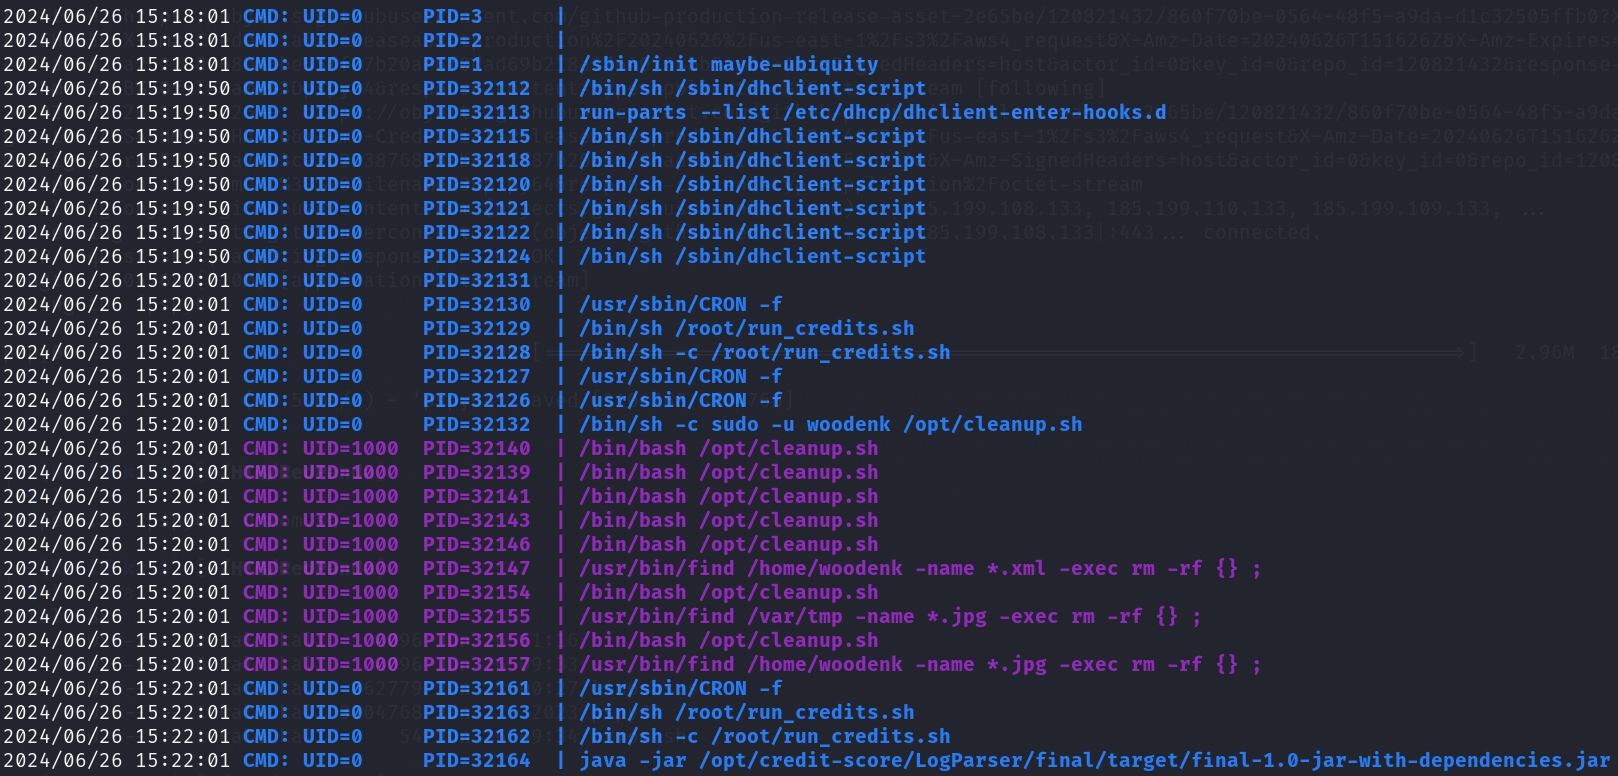 2024/06/26 15:18:01 CMD: UID=0     PID=3      |
2024/06/26 15:18:01 CMD: UID=0     PID=2      |
2024/06/26 15:18:01 CMD: UID=0     PID=1      | /sbin/init maybe-ubiquity
2024/06/26 15:19:50 CMD: UID=0     PID=32112  | /bin/sh /sbin/dhclient-script
2024/06/26 15:19:50 CMD: UID=0     PID=32113  | run-parts --list /etc/dhcp/dhclient-enter-hooks.d
2024/06/26 15:19:50 CMD: UID=0     PID=32115  | /bin/sh /sbin/dhclient-script
2024/06/26 15:19:50 CMD: UID=0     PID=32118  | /bin/sh /sbin/dhclient-script
2024/06/26 15:19:50 CMD: UID=0     PID=32120  | /bin/sh /sbin/dhclient-script
2024/06/26 15:19:50 CMD: UID=0     PID=32121  | /bin/sh /sbin/dhclient-script
2024/06/26 15:19:50 CMD: UID=0     PID=32122  | /bin/sh /sbin/dhclient-script
2024/06/26 15:19:50 CMD: UID=0     PID=32124  | /bin/sh /sbin/dhclient-script
2024/06/26 15:20:01 CMD: UID=0     PID=32131  |
2024/06/26 15:20:01 CMD: UID=0     PID=32130  | /usr/sbin/CRON -f
2024/06/26 15:20:01 CMD: UID=0     PID=32129  | /bin/sh /root/run_credits.sh
2024/06/26 15:20:01 CMD: UID=0     PID=32128  | /bin/sh -c /root/run_credits.sh
2024/06/26 15:20:01 CMD: UID=0     PID=32127  | /usr/sbin/CRON -f
2024/06/26 15:20:01 CMD: UID=0     PID=32126  | /usr/sbin/CRON -f
2024/06/26 15:20:01 CMD: UID=0     PID=32132  | /bin/sh -c sudo -u woodenk /opt/cleanup.sh
2024/06/26 15:20:01 CMD: UID=1000  PID=32140  | /bin/bash /opt/cleanup.sh
2024/06/26 15:20:01 CMD: UID=1000  PID=32139  | /bin/bash /opt/cleanup.sh
2024/06/26 15:20:01 CMD: UID=1000  PID=32141  | /bin/bash /opt/cleanup.sh
2024/06/26 15:20:01 CMD: UID=1000  PID=32143  | /bin/bash /opt/cleanup.sh
2024/06/26 15:20:01 CMD: UID=1000  PID=32146  | /bin/bash /opt/cleanup.sh
2024/06/26 15:20:01 CMD: UID=1000  PID=32147  | /usr/bin/find /home/woodenk -name *.xml -exec rm -rf {} ;
2024/06/26 15:20:01 CMD: UID=1000  PID=32154  | /bin/bash /opt/cleanup.sh
2024/06/26 15:20:01 CMD: UID=1000  PID=32155  | /usr/bin/find /var/tmp -name *.jpg -exec rm -rf {} ;
2024/06/26 15:20:01 CMD: UID=1000  PID=32156  | /bin/bash /opt/cleanup.sh
2024/06/26 15:20:01 CMD: UID=1000  PID=32157  | /usr/bin/find /home/woodenk -name *.jpg -exec rm -rf {} ;
2024/06/26 15:22:01 CMD: UID=0     PID=32161  | /usr/sbin/CRON -f
2024/06/26 15:22:01 CMD: UID=0     PID=32163  | /bin/sh /root/run_credits.sh
2024/06/26 15:22:01 CMD: UID=0     PID=32162  | /bin/sh -c /root/run_credits.sh
2024/06/26 15:22:01 CMD: UID=0     PID=32164  | java -jar /opt/credit-score/LogParser/final/target/final-1.0-jar-with-dependencies.jar